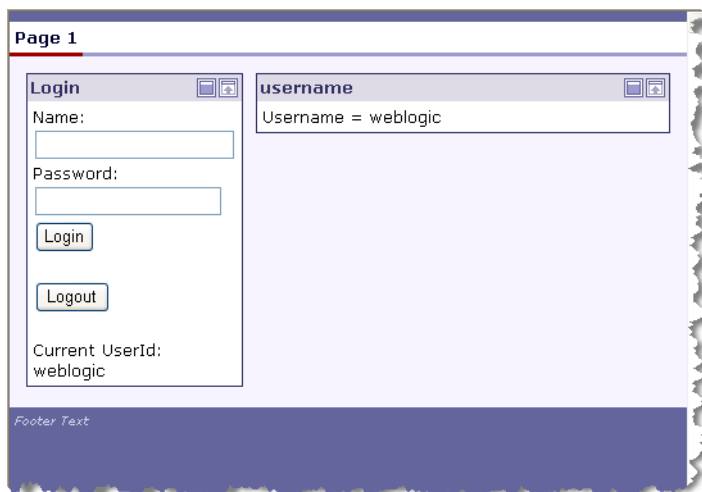 Page 1
Login
Name:
Password:
Login
Logout
Current UserId:
weblogic
username
Username = weblogic
Footer Text